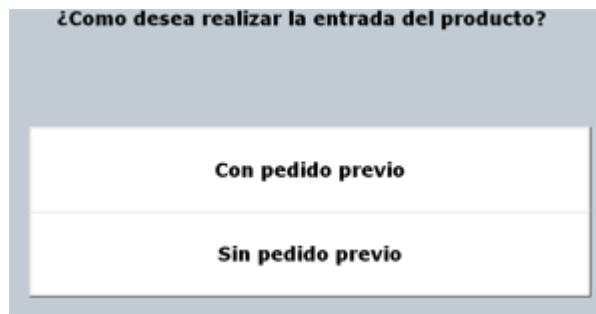 ¿Como desea realizar la entrada del producto?
Con pedido previo
Sin pedido previo